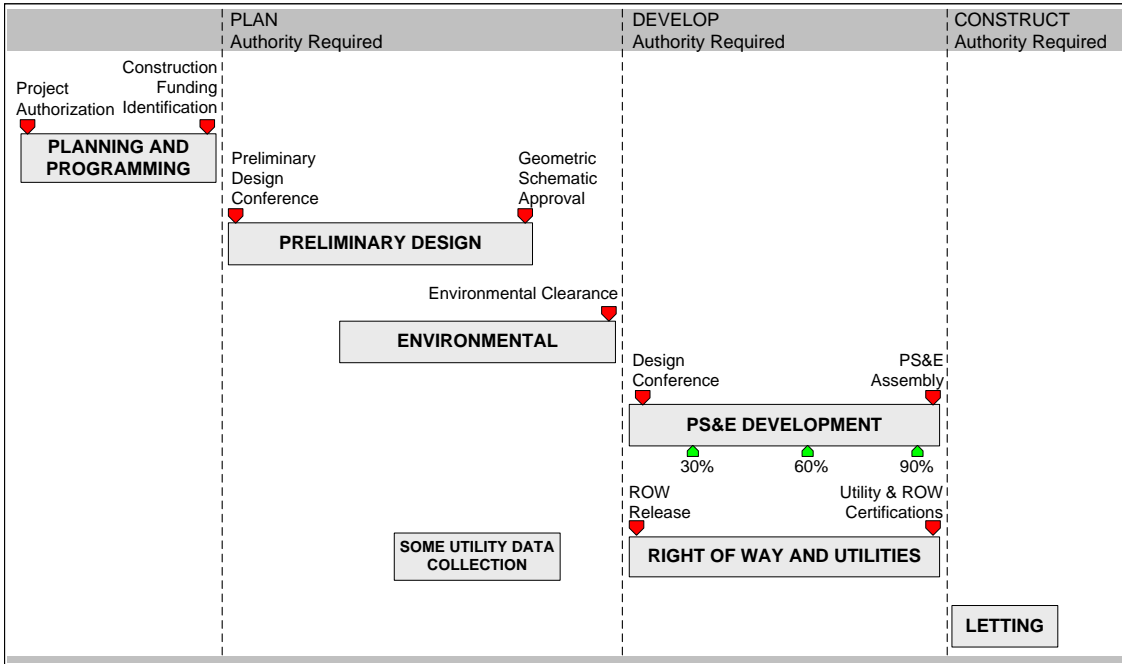 PLAN
Authority Required
DEVELOP
Authority Required
CONSTRUCT
Authority Required
Project
Authorization
Construction
Funding
Identification
PLANNING AND
PROGRAMMING
Preliminary
Design
Conference
Geometric
Schematic
Approval
PRELIMINARY DESIGN
Environmental Clearance
ENVIRONMENTAL
Design
Conference
PS&E
Assembly
PS&E DEVELOPMENT
30%
60%
90%
ROW
Release
Utility & ROW
Certifications
SOME UTILITY DATA
COLLECTION
RIGHT OF WAY AND UTILITIES
LETTING